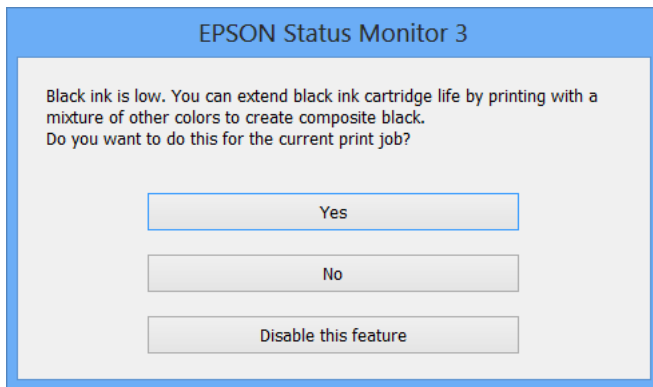 EPSON Status Monitor 3
Black ink is low. You can extend black ink cartridge life by printing with a
mixture of other colors to create composite black.
Do you want to do this for the current print job?
Yes
No
Disable this feature